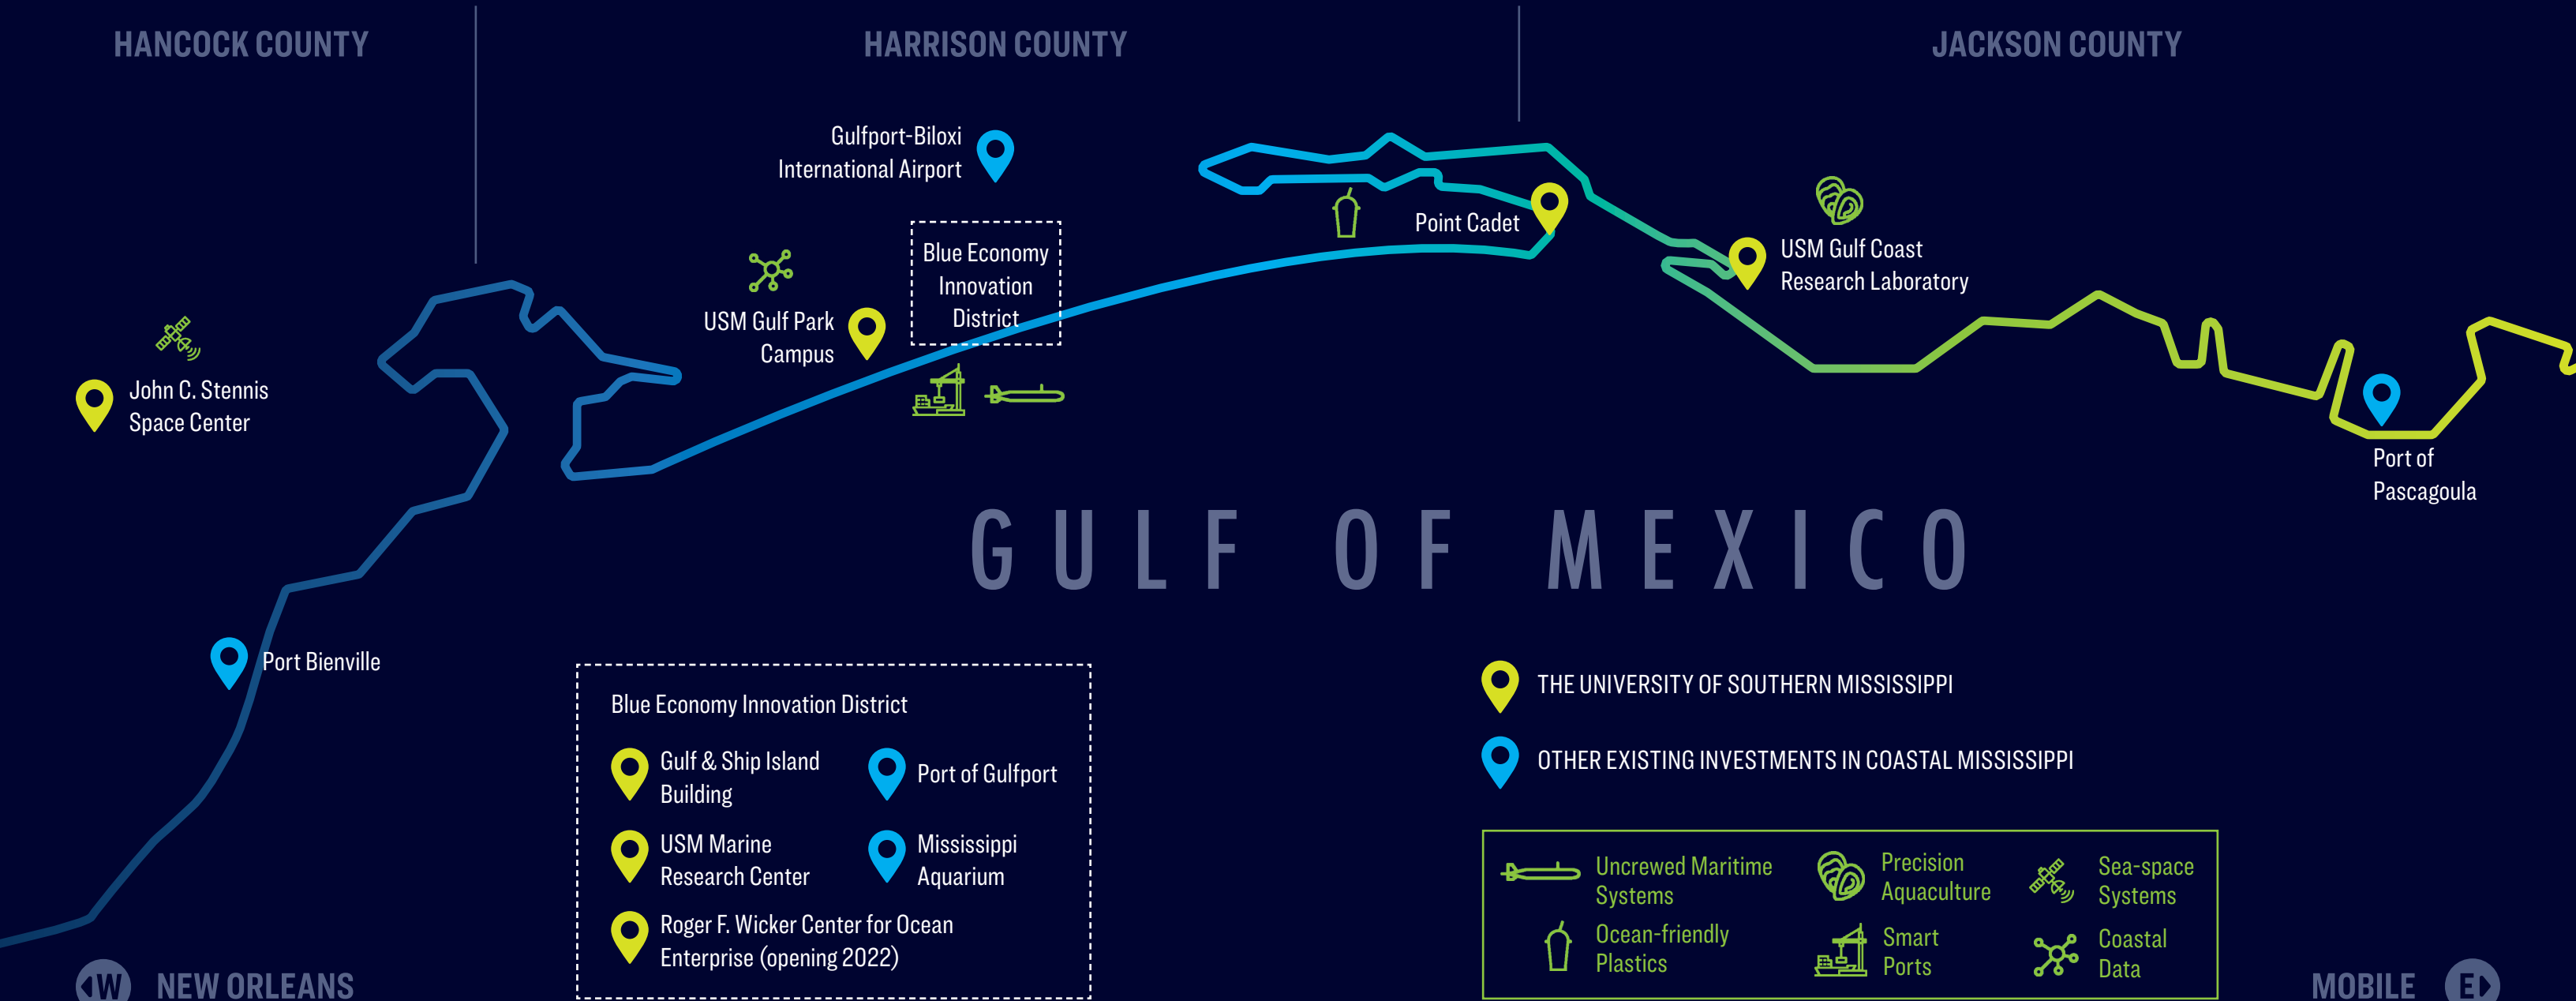 HANCOCK COUNTY
HARRISON COUNTY
JACKSON COUNTY
Gulfport-Biloxi
International Airport
Blue Economy
Innovation
District
Point Cadet
USM Gulf Coast
Research Laboratory
USM Gulf Park
Campus
John C. Stennis
Space Center
Port of
Pascagoula
GULF OF MEXICO
Port Bienville
Blue Economy Innovation District
Gulf & Ship Island
Building
Port of Gulfport
USM Marine
Research Center
Mississippi
Aquarium
Roger F. Wicker Center for Ocean
Enterprise (opening 2022)
THE UNIVERSITY OF SOUTHERN MISSISSIPPI
OTHER EXISTING INVESTMENTS IN COASTAL MISSISSIPPI
Uncrewed Maritime
Systems
Precision
Aquaculture
Sea-space
Systems
Ocean-friendly
Plastics
Smart
Ports
Coastal
Data
W NEW ORLEANS
MOBILE E